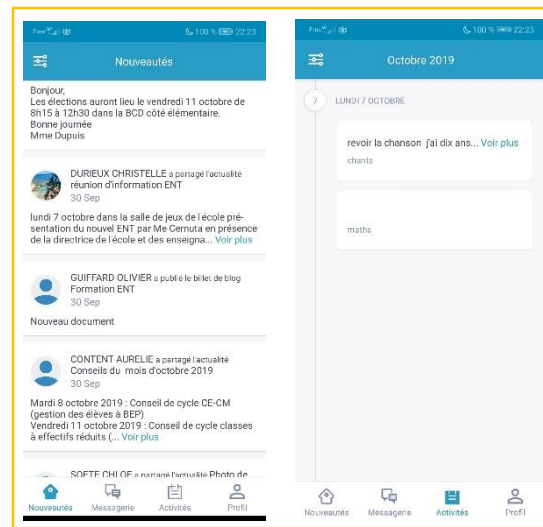 Free
100 % 22:23
Nouveautés
Bonjour,
Les élections auront lieu le vendredi 11 octobre de
8h15 à 12h30 dans la BCD côté élémentaire.
Bonne journée
Mme Dupuis
DURIEUX CHRISTELLE a partagé l'actualité
réunion d'information ENT
30 Sep
lundi 7 octobre dans la salle de jeux de l'école pré-
sentation du nouvel ENT par Me Cernuta en présence
de la directrice de l'école et des enseigna... Voir plus
GUIFFARD OLIVIER a publié le billet de blog
Formation ENT
30 Sep
Nouveau document
CONTENT AURELIE a partagé l'actualité
Conseils du mois d'octobre 2019
30 Sep
Mardi 8 octobre 2019 : Conseil de cycle CE-CM
(gestion des élèves à BEP)
Vendredi 11 octobre 2019 : Conseil de cycle classes
à effectifs réduits (... Voir plus
SOETE CHLOE a partagé l'actualité Photo de
Nouveautés Messagerie Activités Profil
Free
100 % 22:23
Octobre 2019
7 LUNDI 7 OCTOBRE
revoir la chanson j'ai dix ans... Voir plus
chants
maths
Nouveautés Messagerie Activités Profil